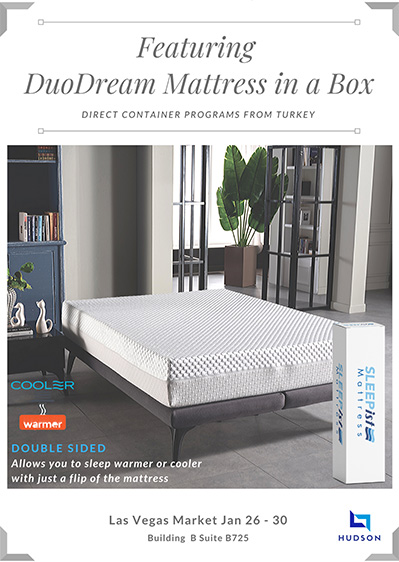 Featuring
DuoDream Mattress in a Box
DIRECT CONTAINER PROGRAMS FROM TURKEY
SLEEPist
Mattress
COOLER
warmer
DOUBLE SIDED
Allows you to sleep warmer or cooler
with just a flip of the mattress
Las Vegas Market Jan 26 - 30
Building B Suite B725
HUDSON